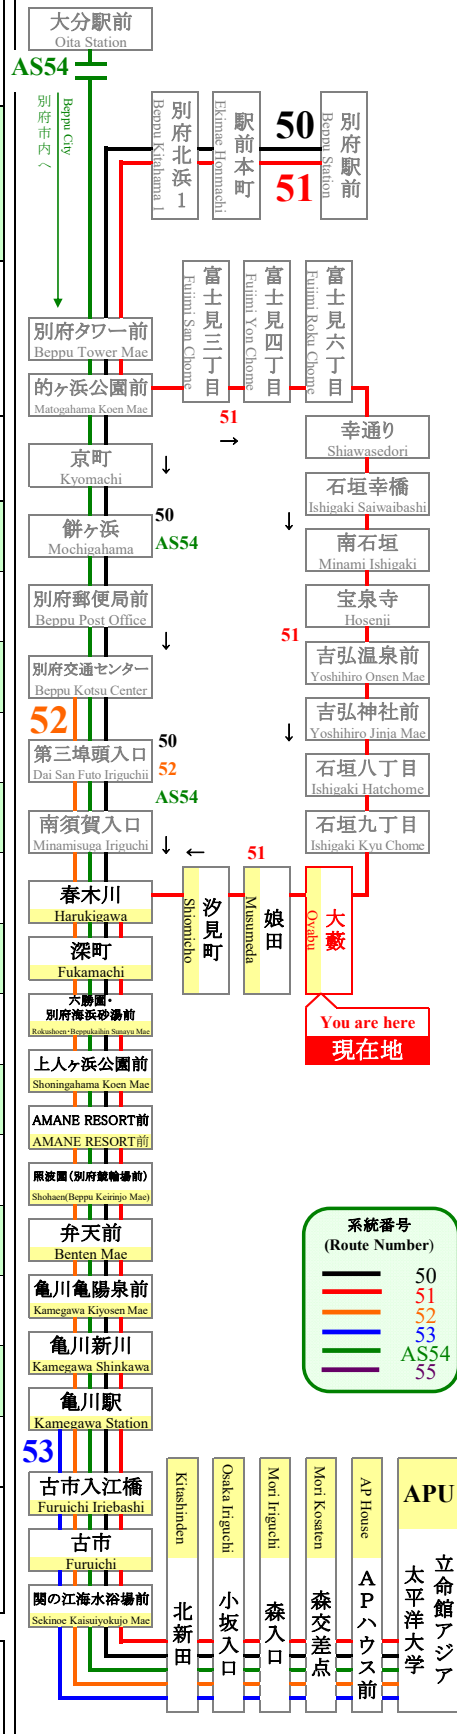 大分駅前
Oita Station
AS54
別府市内へ
Beppu City
別府北浜1
Beppu Kitahama 1
駅前本町
Ekimae Honmachi
50
51
別府駅前
Beppu Station
別府タワー前
Beppu Tower Mae
的ヶ浜公園前
Matogahama Koen Mae
富士見三丁目
Fujimi San Chome
富士見四丁目
Fujimi Yon Chome
富士見六丁目
Fujimi Roku Chome
51
→
幸通り
Shiawasedori
京町
Kyomachi
↓
石垣幸橋
Ishigaki Saiwaibashi
餅ヶ浜
Mochigahama
50
AS54
↓
南石垣
Minami Ishigaki
別府郵便局前
Beppu Post Office
↓
宝泉寺
Hosenji
51
別府交通センター
Beppu Kotsu Center
吉弘温泉前
Yoshihiro Onsen Mae
52
吉弘神社前
Yoshihiro Jinja Mae
↓
第三埠頭入口
Dai San Futo Iriguchii
50
52
AS54
石垣八丁目
Ishigaki Hatchome
南須賀入口
Minamisuga Iriguchi
↓
←
51
石垣九丁目
Ishigaki Kyu Chome
春木川
Harukigawa
汐見町
Shiomicho
娘田
Musumeda
大藪
Oyabu
深町
Fukamachi
You are here
現在地
六勝園・
別府海浜砂湯前
Rokushoen・Beppukaihin Sunayu Mae
上人ヶ浜公園前
Shoningahama Koen Mae
AMANE RESORT前
AMANE RESORT前
照波園(別府競輪場前)
Shohaen(Beppu Keirinjo Mae)
弁天前
Benten Mae
亀川亀陽泉前
Kamegawa Kiyosen Mae
亀川新川
Kamegawa Shinkawa
亀川駅
Kamegawa Station
系統番号
(Route Number)
50
51
52
53
AS54
55
53
古市入江橋
Furuichi Iriebashi
古市
Furuichi
関の江海水浴場前
Sekinoe Kaisuiyokujo Mae
Kitashinden
北新田
Osaka Iriguchi
小坂入口
Mori Iriguchi
森入口
Mori Kosaten
森交差点
AP House
APハウス前
APU
立命館アジア
太平洋大学